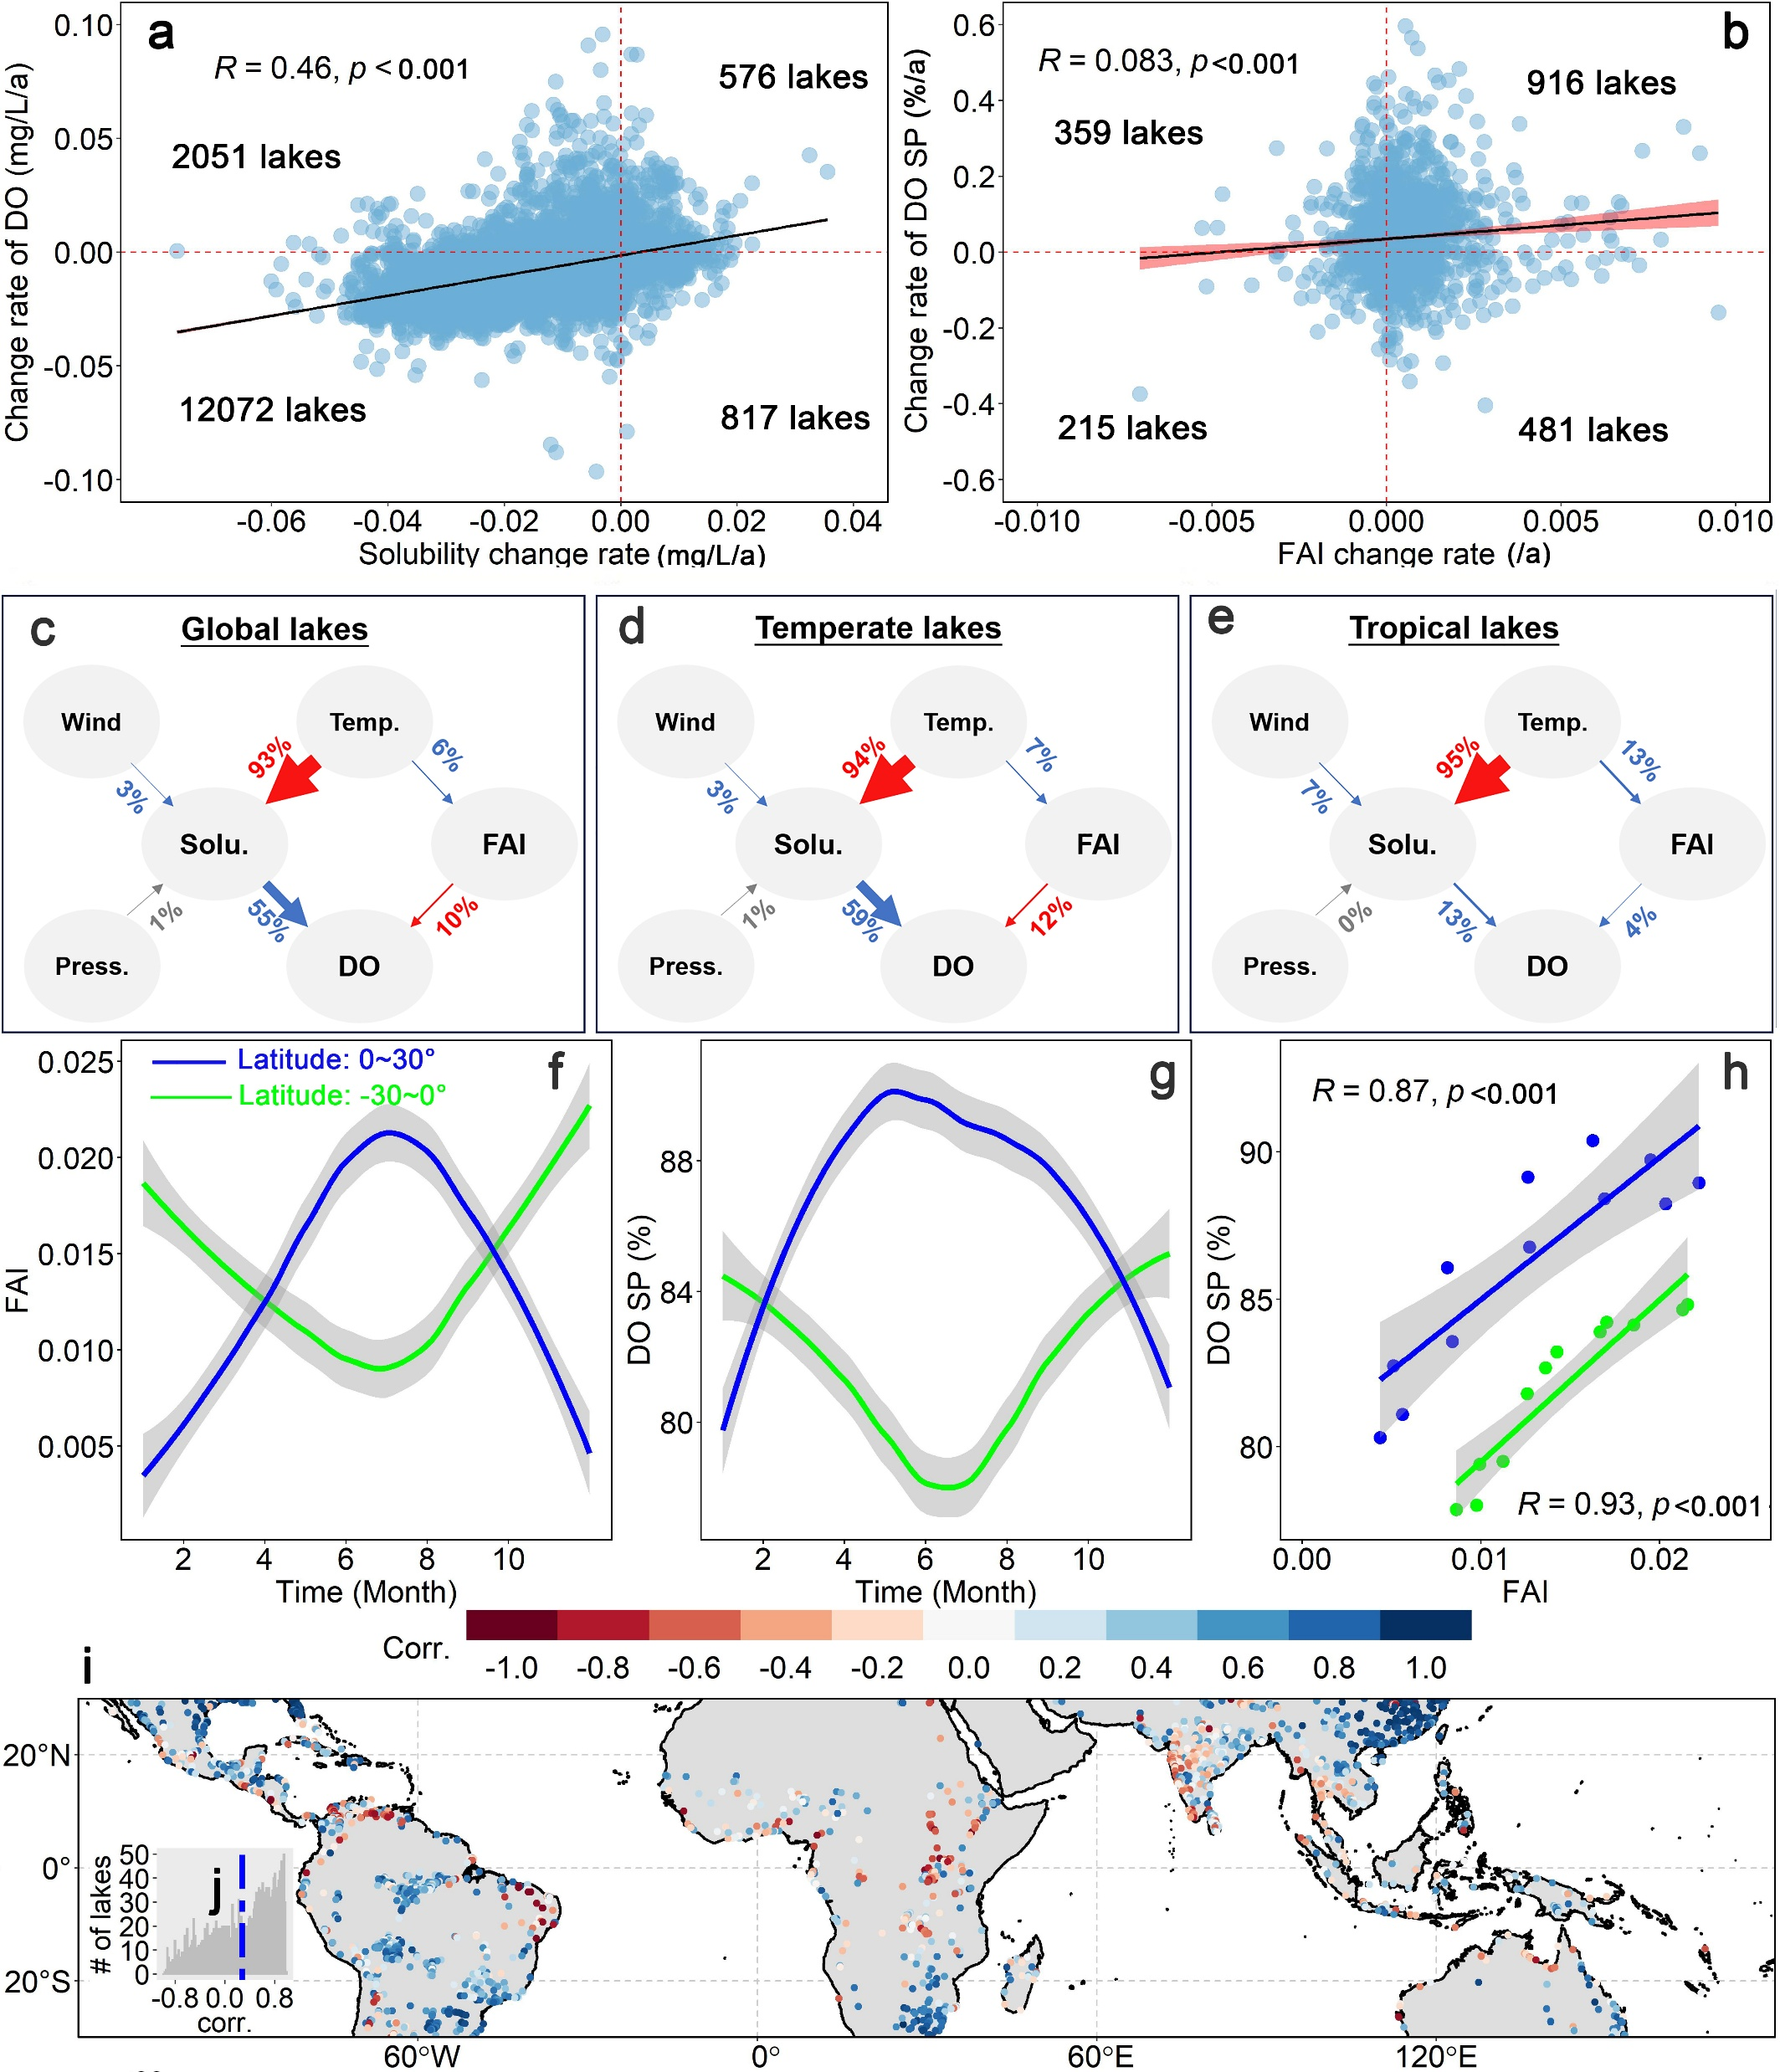 a
R = 0.46, p < 0.001
576 lakes
2051 lakes
12072 lakes
817 lakes
0.10
0.05
0.00
-0.05
-0.10
Change rate of DO (mg/L/a)
-0.06 -0.04 -0.02 0.00 0.02 0.04
Solubility change rate (mg/L/a)
b
R = 0.083, p<0.001
916 lakes
359 lakes
215 lakes
481 lakes
0.6
0.4
0.2
0.0
-0.2
-0.4
-0.6
Change rate of DO SP (%/a)
-0.010 -0.005 0.000 0.005 0.010
FAI change rate (/a)
c
Global lakes
Wind
Temp.
93%
6%
3%
Solu.
FAI
1%
55%
10%
Press.
DO
d
Temperate lakes
Wind
Temp.
94%
7%
3%
Solu.
FAI
1%
59%
12%
Press.
DO
e
Tropical lakes
Wind
Temp.
95%
13%
7%
Solu.
FAI
0%
13%
4%
Press.
DO
f
Latitude: 0~30°
Latitude: -30~0°
0.025
0.020
0.015
0.010
0.005
FAI
2 4 6 8 10
Time (Month)
g
88
84
80
DO SP (%)
2 4 6 8 10
Time (Month)
h
R = 0.87, p<0.001
90
85
80
DO SP (%)
R = 0.93, p<0.001
0.00 0.01 0.02
FAI
Corr.
-1.0 -0.8 -0.6 -0.4 -0.2 0.0 0.2 0.4 0.6 0.8 1.0
i
20°N
0°
20°S
j
50
40
30
20
10
0
# of lakes
-0.8 0.0 0.8
corr.
60°W 0° 60°E 120°E